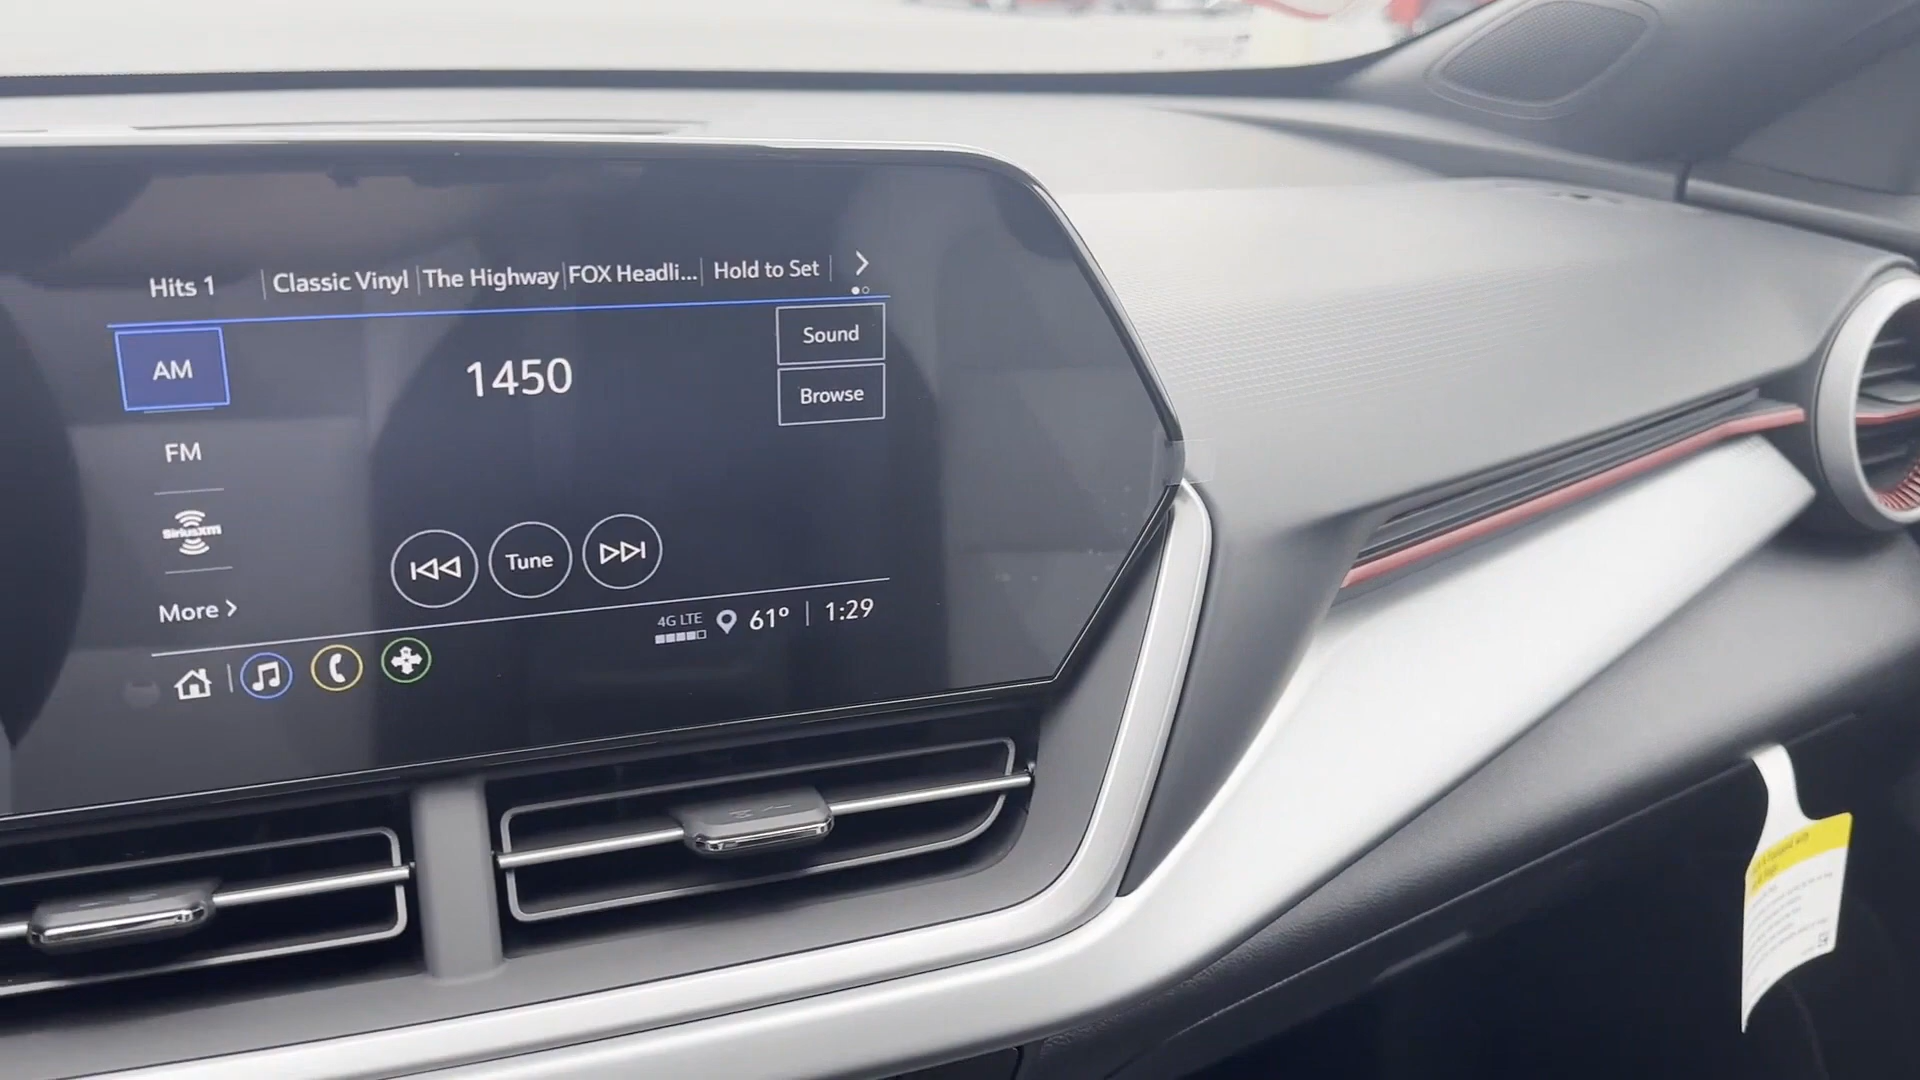 Hits 1
Classic Vinyl
The Highway
FOX Headli...
Hold to Set
AM
1450
Sound
Browse
FM
SiriusXM
Tune
More
4G LTE
61°
1:29